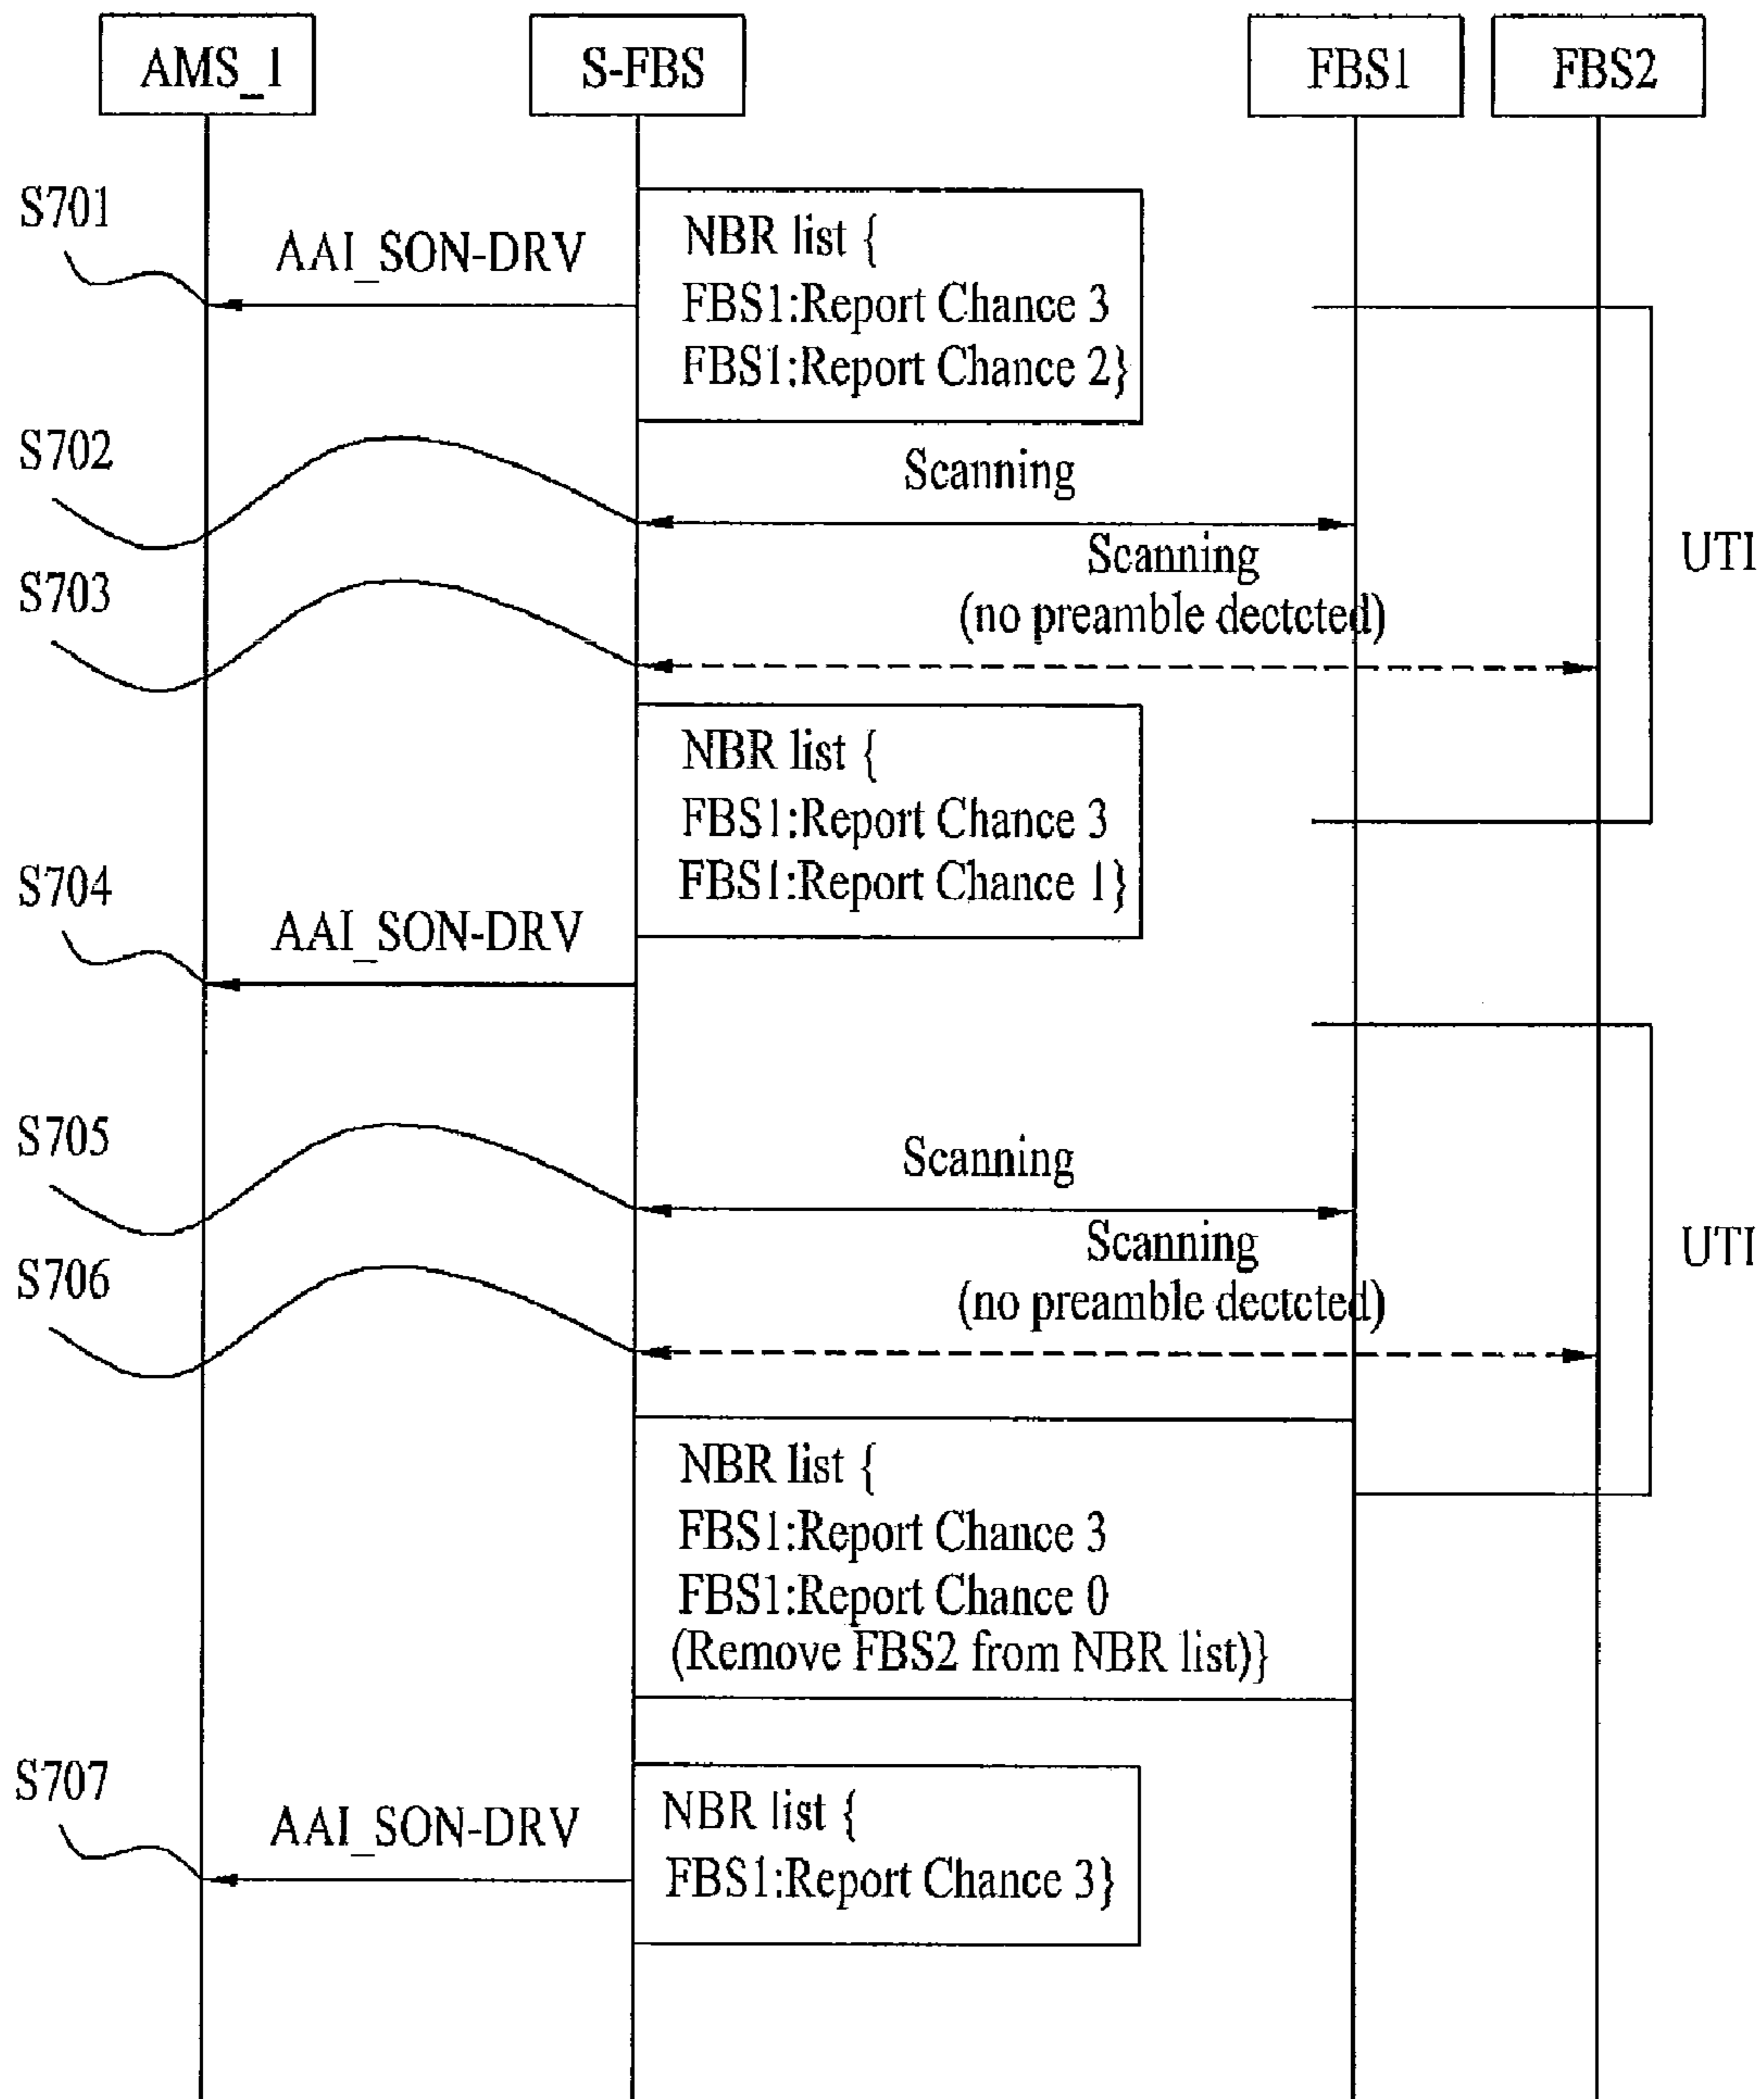 AMS_1
S-FBS
FBS1
FBS2
S701
AAI_SON-DRV
NBR list {
FBS1:Report Chance 3
FBS1:Report Chance 2}
S702
Scanning
UTI
S703
Scanning
(no preamble dectcted)
NBR list {
FBS1:Report Chance 3
FBS1:Report Chance 1}
S704
AAI_SON-DRV
S705
Scanning
UTI
S706
Scanning
(no preamble dectcted)
NBR list {
FBS1:Report Chance 3
FBS1:Report Chance 0
(Remove FBS2 from NBR list)}
S707
AAI_SON-DRV
NBR list {
FBS1:Report Chance 3}